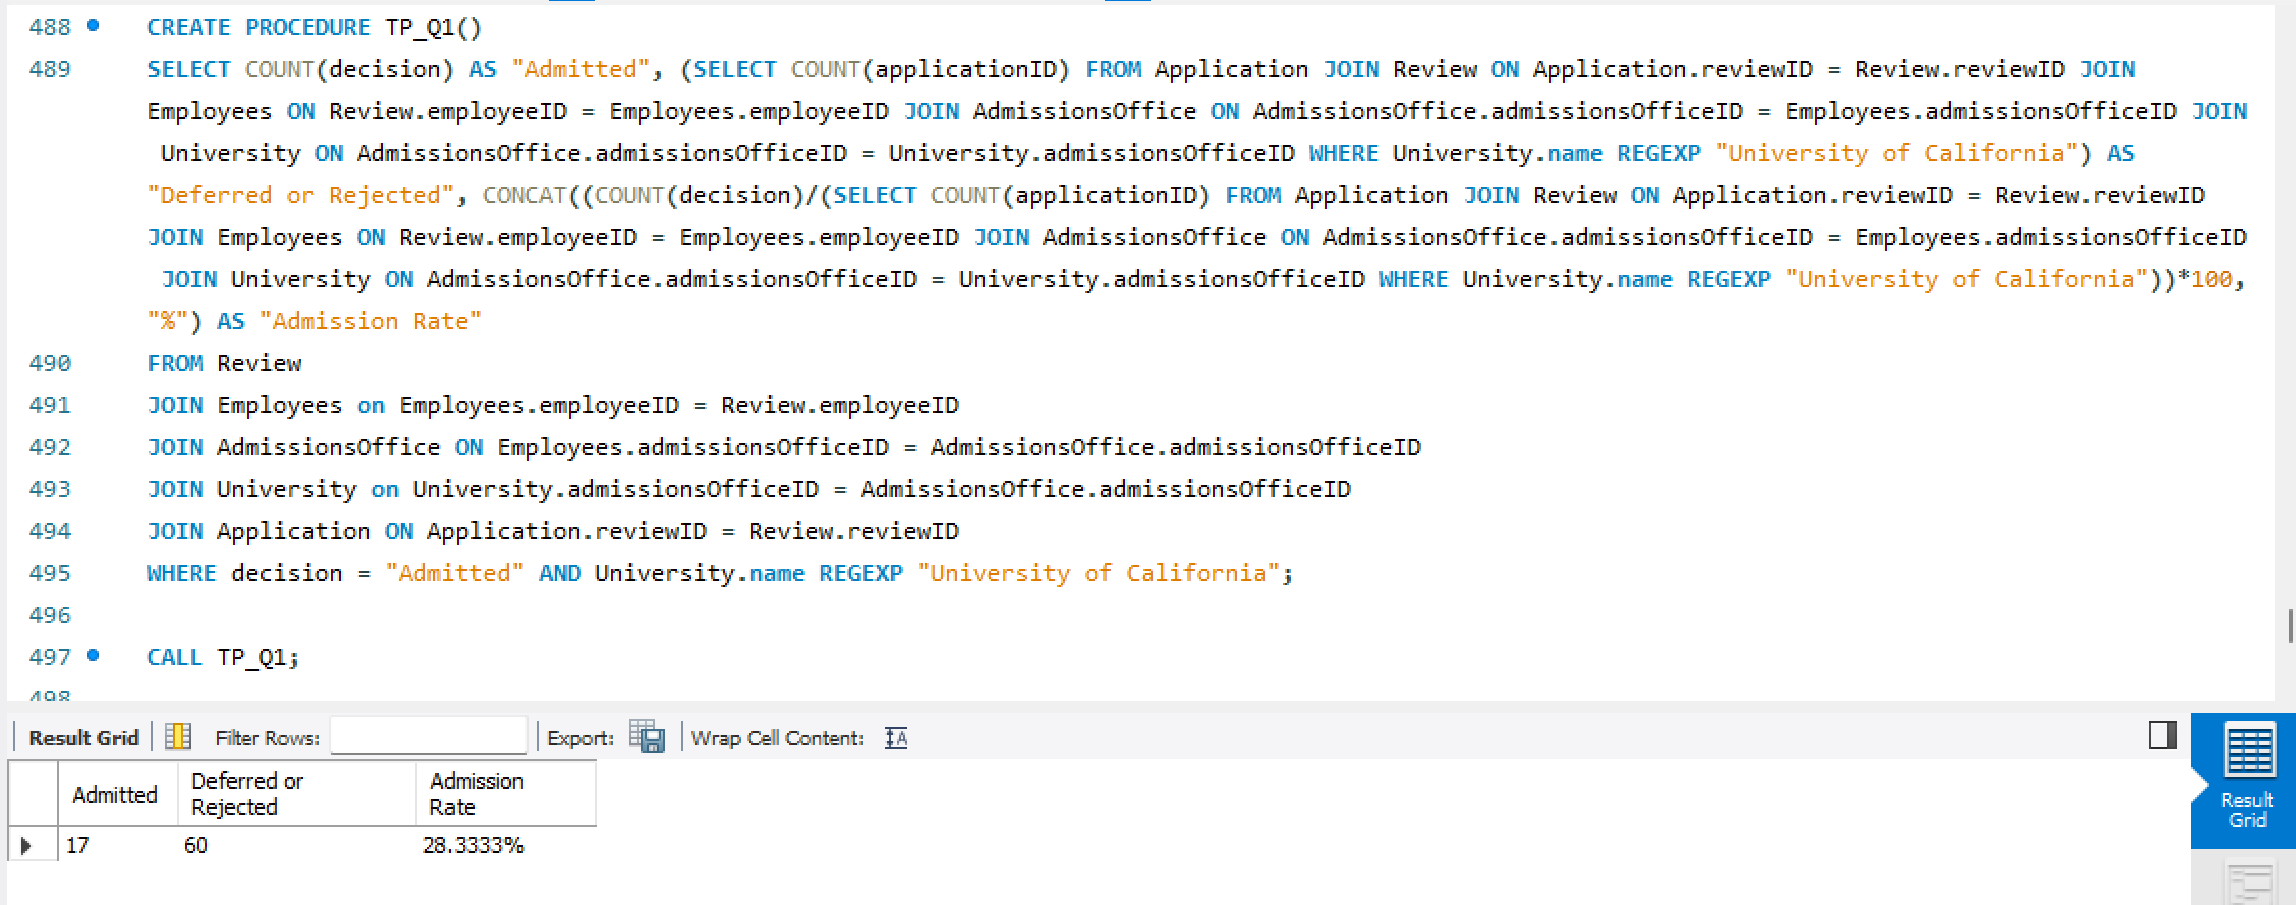 488 CREATE PROCEDURE TP_Q1()
489 SELECT COUNT(decision) AS "Admitted", (SELECT COUNT(applicationID) FROM Application JOIN Review ON Application.reviewID = Review.reviewID JOIN
Employees ON Review.employeeID = Employees.employeeID JOIN AdmissionsOffice ON AdmissionsOffice.admissionsOfficeID = Employees.admissionsOfficeID JOIN
University ON AdmissionsOffice.admissionsOfficeID = University.admissionsOfficeID WHERE University.name REGEXP "University of California") AS
"Deferred or Rejected", CONCAT((COUNT(decision)/(SELECT COUNT(applicationID) FROM Application JOIN Review ON Application.reviewID = Review.reviewID
JOIN Employees ON Review.employeeID = Employees.employeeID JOIN AdmissionsOffice ON AdmissionsOffice.admissionsOfficeID = Employees.admissionsOfficeID
JOIN University ON AdmissionsOffice.admissionsOfficeID = University.admissionsOfficeID WHERE University.name REGEXP "University of California"))*100,
"%") AS "Admission Rate"
490 FROM Review
491 JOIN Employees on Employees.employeeID = Review.employeeID
492 JOIN AdmissionsOffice ON Employees.admissionsOfficeID = AdmissionsOffice.admissionsOfficeID
493 JOIN University on University.admissionsOfficeID = AdmissionsOffice.admissionsOfficeID
494 JOIN Application ON Application.reviewID = Review.reviewID
495 WHERE decision = "Admitted" AND University.name REGEXP "University of California";
496
497 CALL TP_Q1;
498
Result Grid Filter Rows: Export: Wrap Cell Content: IA
Admitted Deferred or Rejected Admission Rate
17 60 28.3333%
Result
Grid